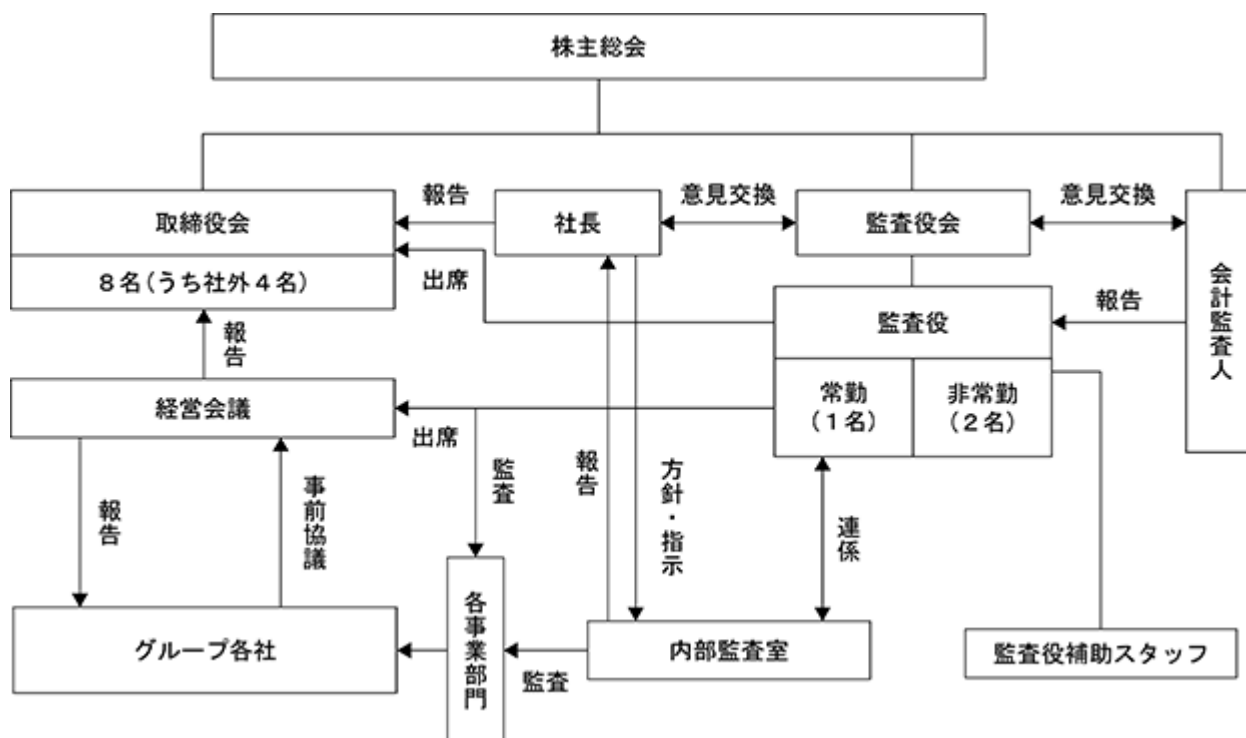 株主総会
報告
意見交換
意見交換
取締役会
社長
監査役会
会計監査人
8名(うち社外4名)
出席
監査役
報告
報告
経営会議
出席
常勤
(1名)
非常勤
(2名)
監査
報告
方針・指示
連係
報告
事前協議
各事業部門
グループ各社
監査
内部監査室
監査役補助スタッフ